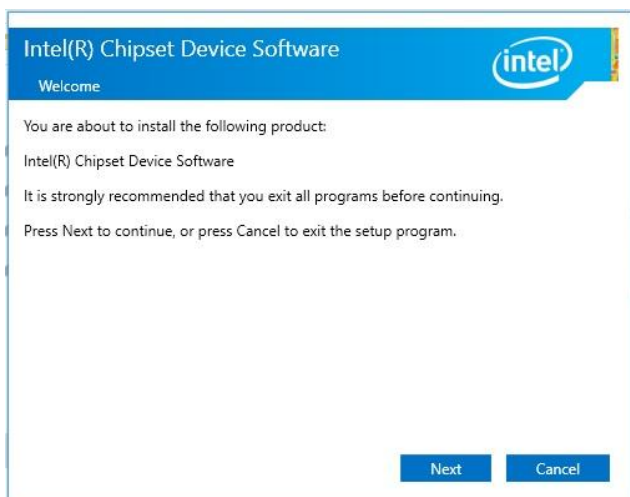 Intel(R) Chipset Device Software
intel
Welcome
You are about to install the following product:
Intel(R) Chipset Device Software
It is strongly recommended that you exit all programs before continuing.
Press Next to continue, or press Cancel to exit the setup program.
Next Cancel